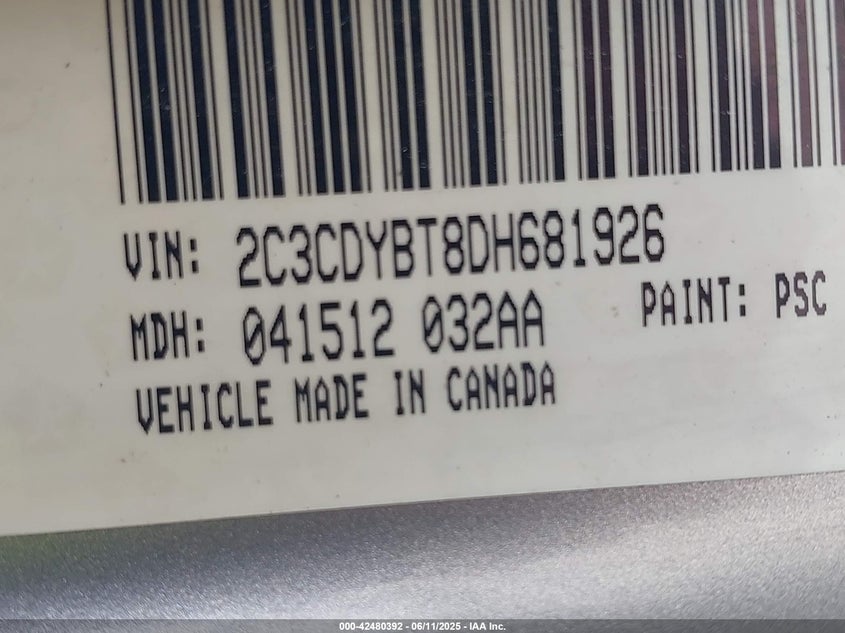 VIN: 2C3CDYBT8DH681926
MDH: 041512 032AA PAINT: PSC
VEHICLE MADE IN CANADA
000-42480392 - 06/11/2025 - IAA Inc.